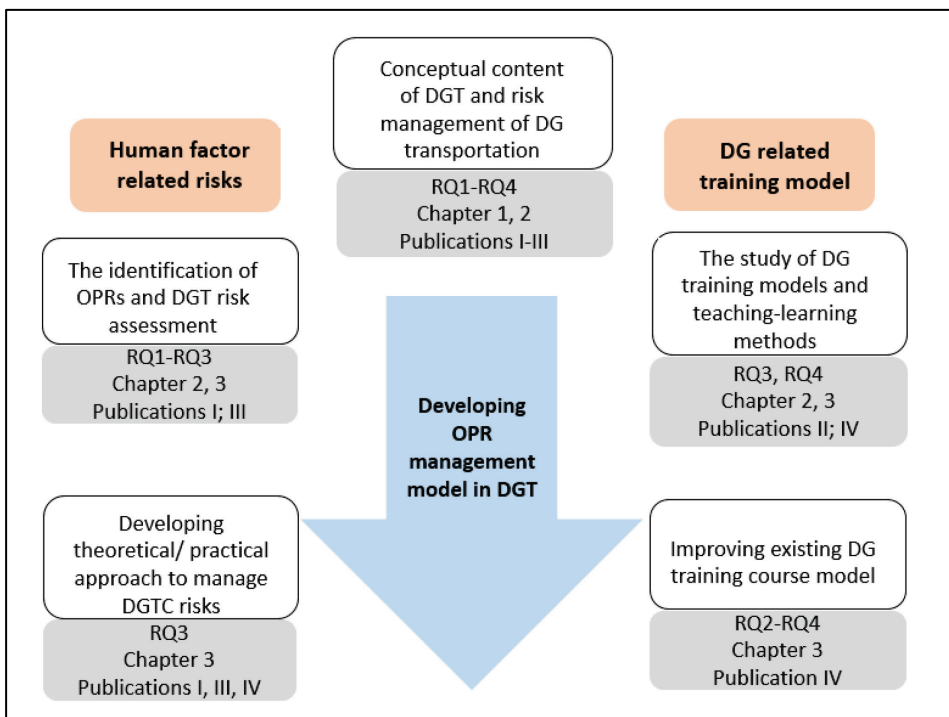 Conceptual content
of DGT and risk
management of DG
transportation
RQ1-RQ4
Chapter 1, 2
Publications I-III
Human factor
related risks
The identification of
OPRs and DGT risk
assessment
RQ1-RQ3
Chapter 2, 3
Publications I; III
Developing
theoretical/ practical
approach to manage
DGTC risks
RQ3
Chapter 3
Publications I, III, IV
Developing
OPR
management
model in DGT
DG related
training model
The study of DG
training models and
teaching-learning
methods
RQ3, RQ4
Chapter 2, 3
Publications II; IV
Improving existing DG
training course model
RQ2-RQ4
Chapter 3
Publication IV